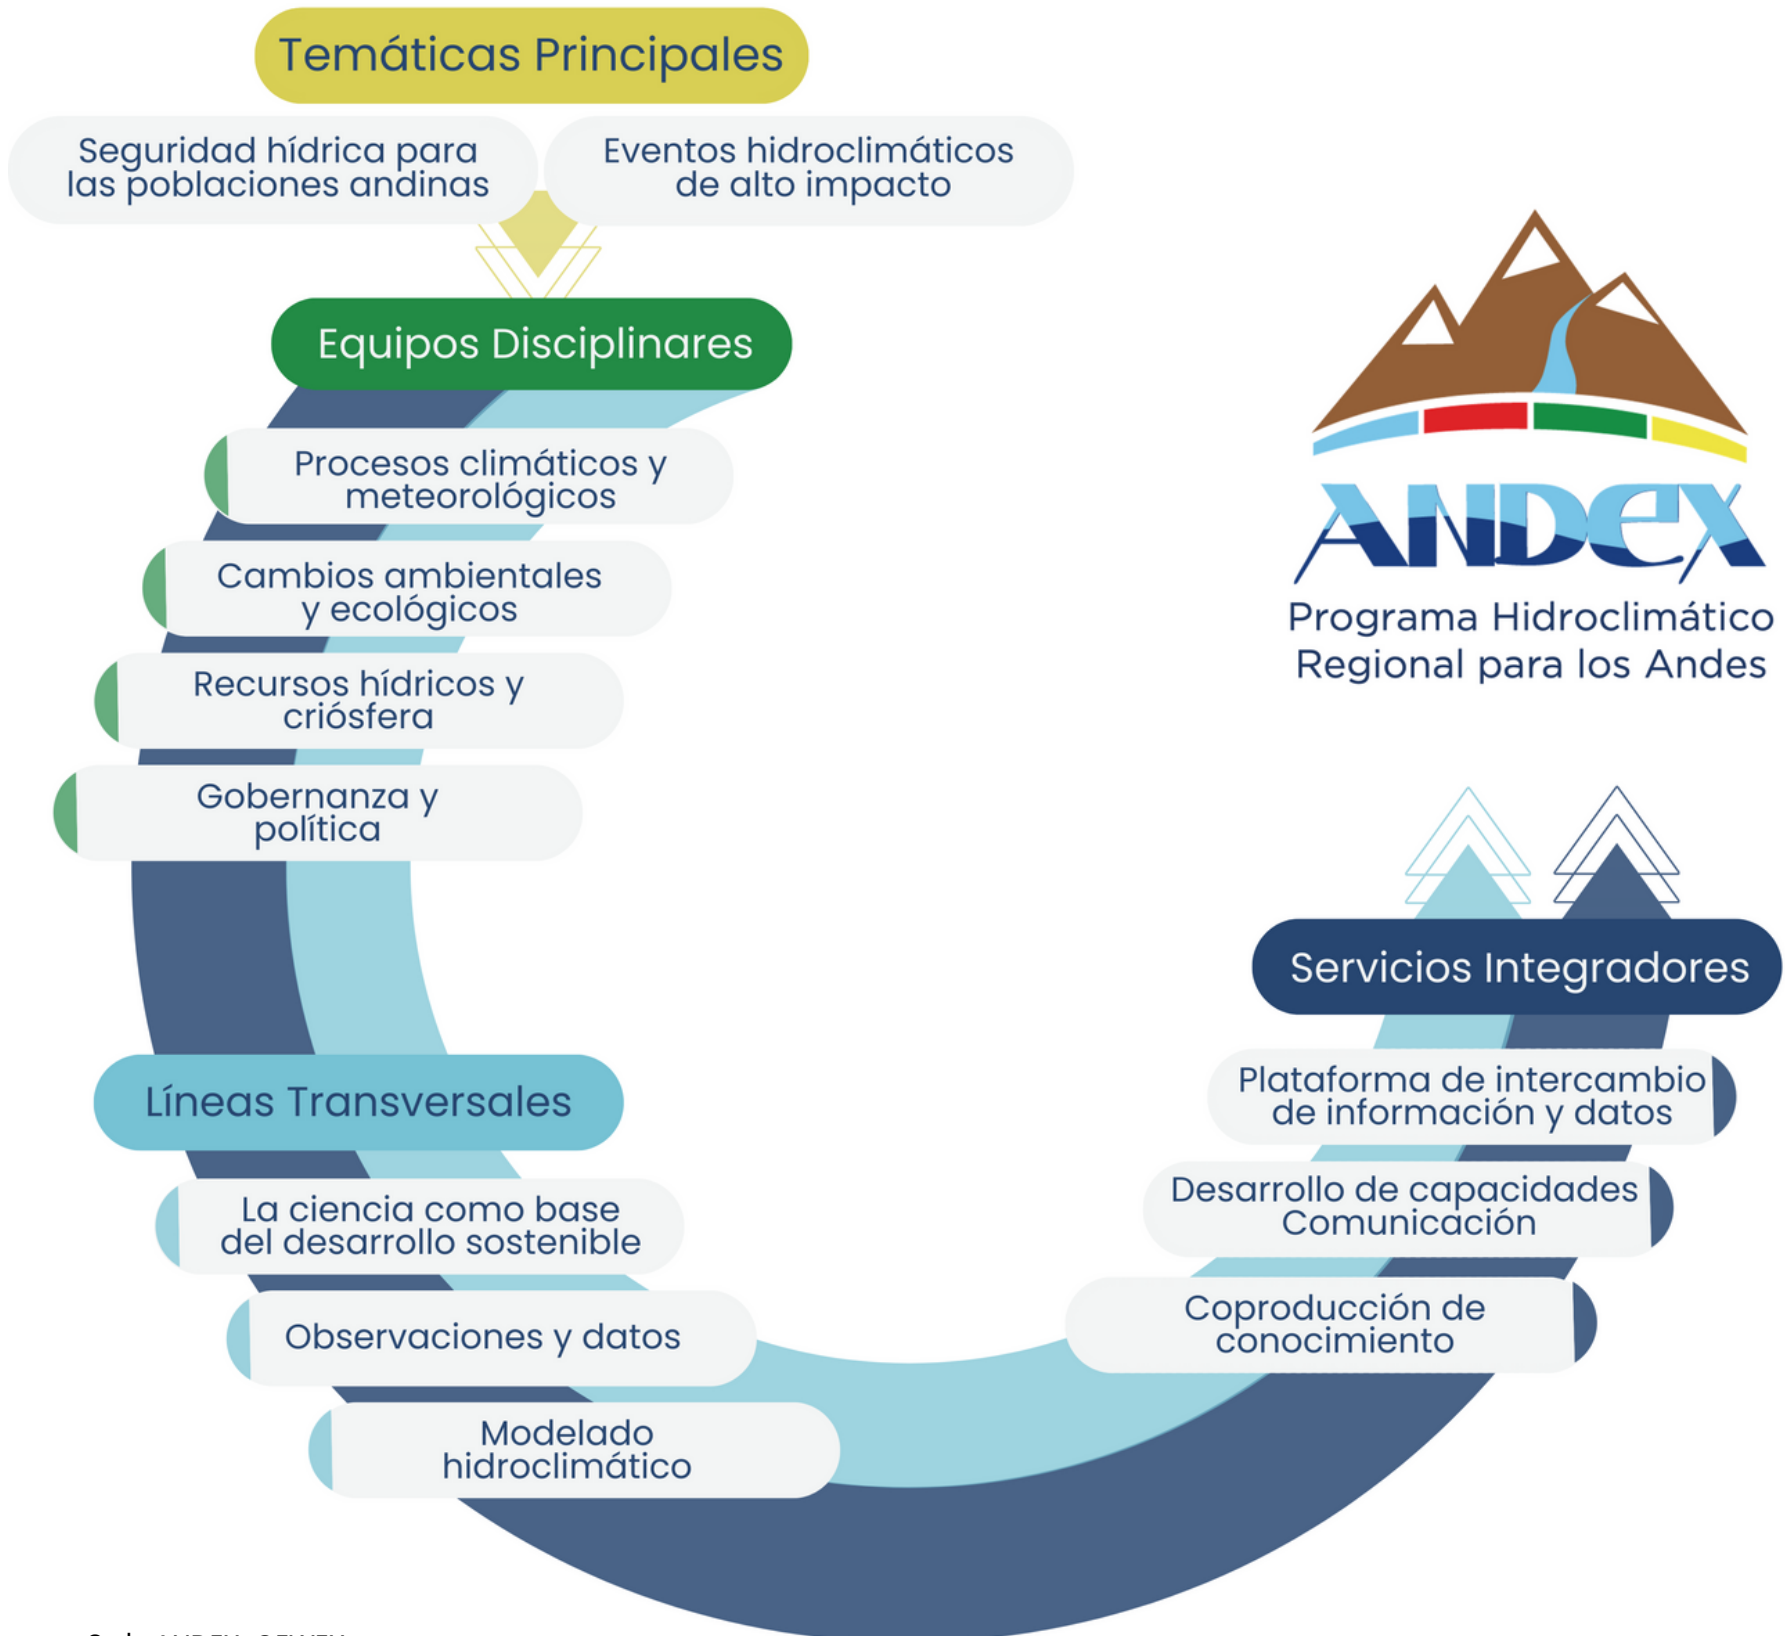 Temáticas Principales
Seguridad hídrica para
las poblaciones andinas
Eventos hidroclimáticos
de alto impacto
Equipos Disciplinares
Procesos climáticos y
meteorológicos
Cambios ambientales
y ecológicos
Recursos hídricos y
criósfera
Gobernanza y
política
Líneas Transversales
La ciencia como base
del desarrollo sostenible
Observaciones y datos
Modelado
hidroclimático
ANDEX
Programa Hidroclimático
Regional para los Andes
Servicios Integradores
Plataforma de intercambio
de información y datos
Desarrollo de capacidades
Comunicación
Coproducción de
conocimiento